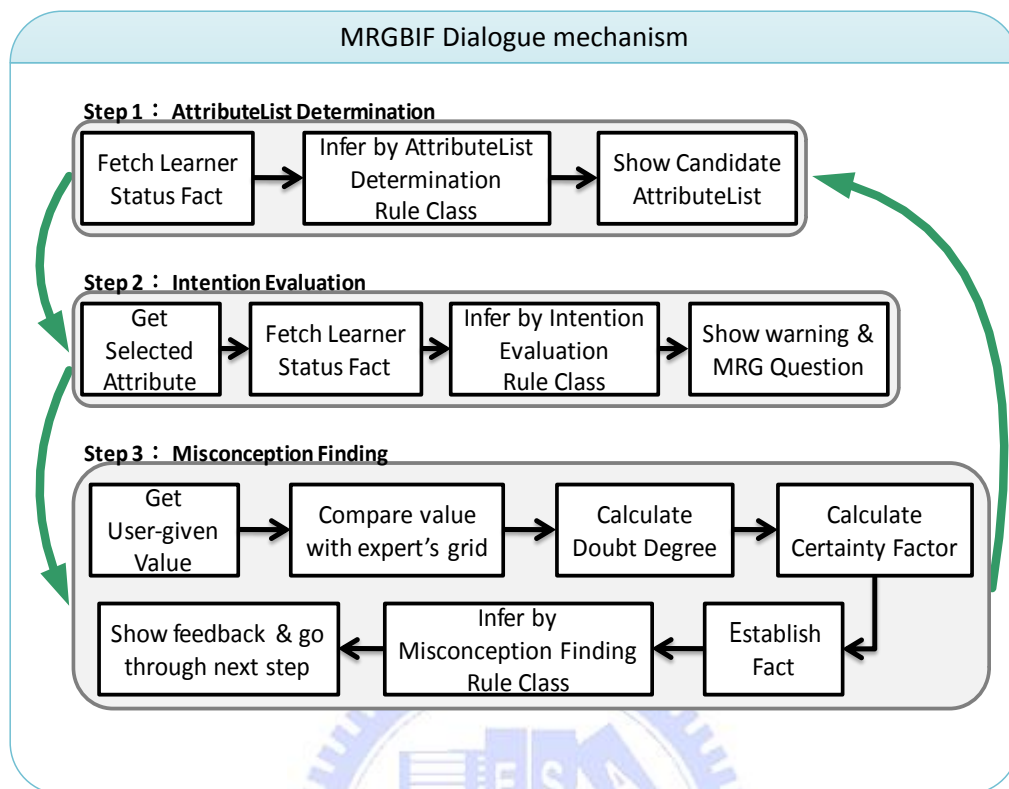 MRGBIF Dialogue mechanism
Step 1： AttributeList Determination
Fetch Learner
Status Fact
Infer by AttributeList
Determination
Rule Class
Show Candidate
AttributeList
Step 2： Intention Evaluation
Get
Selected
Attribute
Fetch Learner
Status Fact
Infer by Intention
Evaluation
Rule Class
Show warning &
MRG Question
Step 3： Misconception Finding
Get
User-given
Value
Compare value
with expert’s grid
Calculate
Doubt Degree
Calculate
Certainty Factor
Establish
Fact
Infer by
Misconception Finding
Rule Class
Show feedback & go
through next step